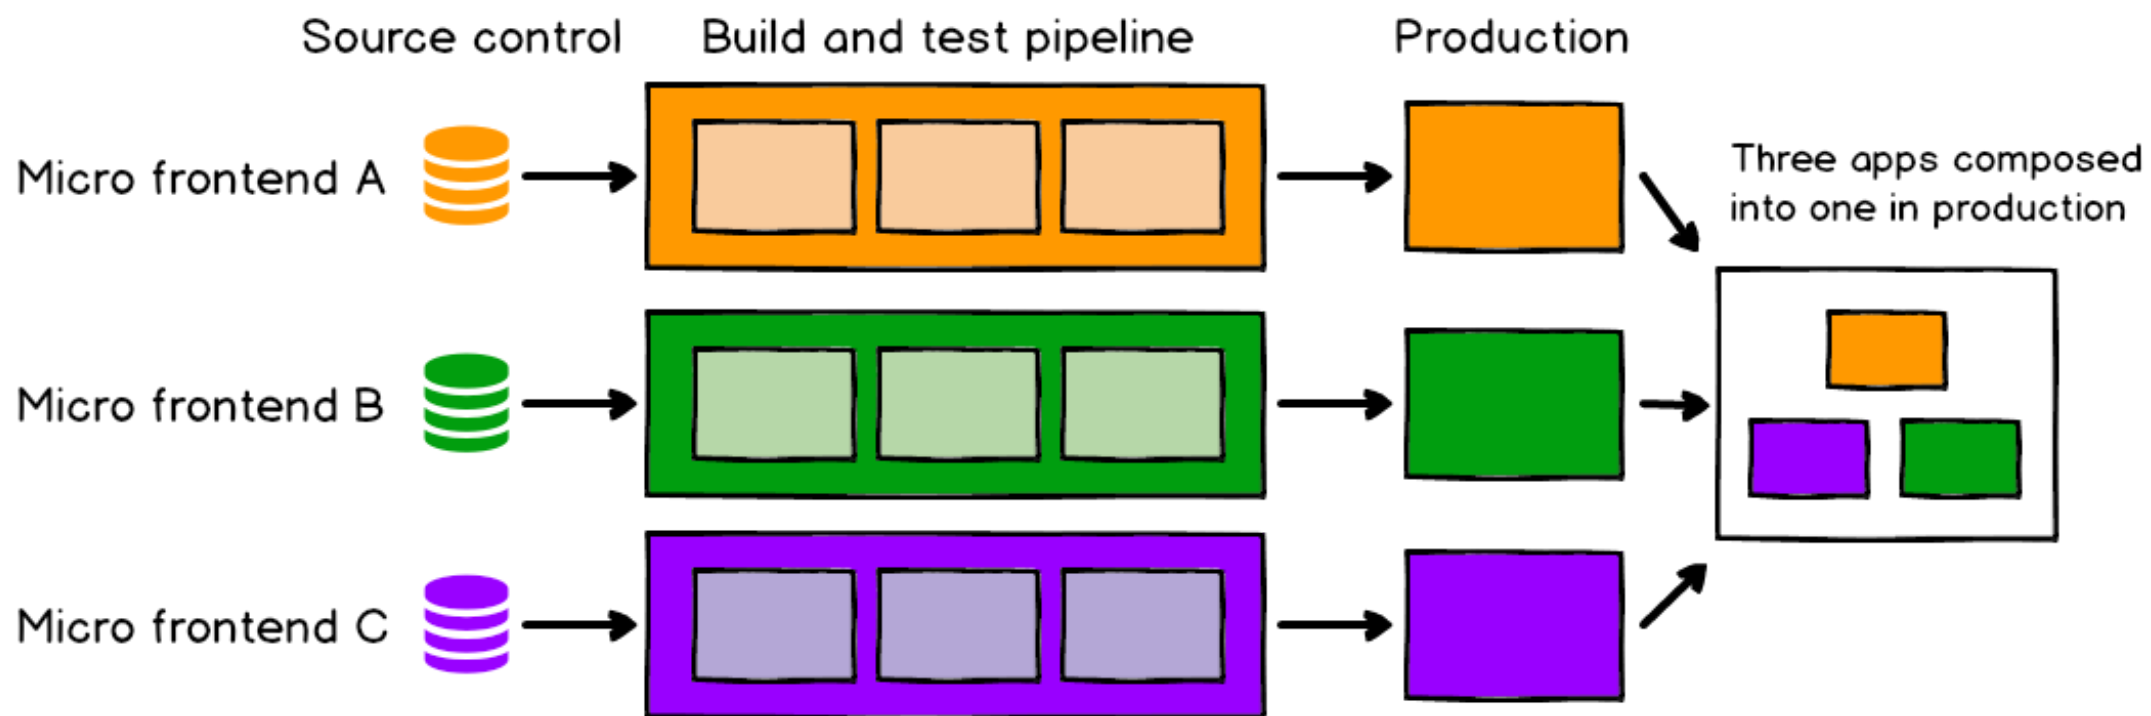 Source control
Build and test pipeline
Production
Micro frontend A
Three apps composed
into one in production
Micro frontend B
Micro frontend C